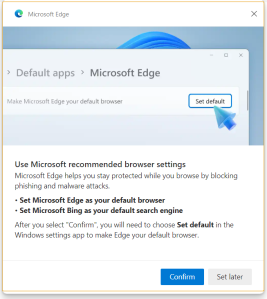 Microsoft Edge
> Default apps > Microsoft Edge
Make Microsoft Edge your default browser
Set default
Use Microsoft recommended browser settings
Microsoft Edge helps you stay protected while you browse by blocking
phishing and malware attacks.
• Set Microsoft Edge as your default browser
• Set Microsoft Bing as your default search engine
After you select "Confirm", you will need to choose Set default in the
Windows settings app to make Edge your default browser.
Confirm
Set later